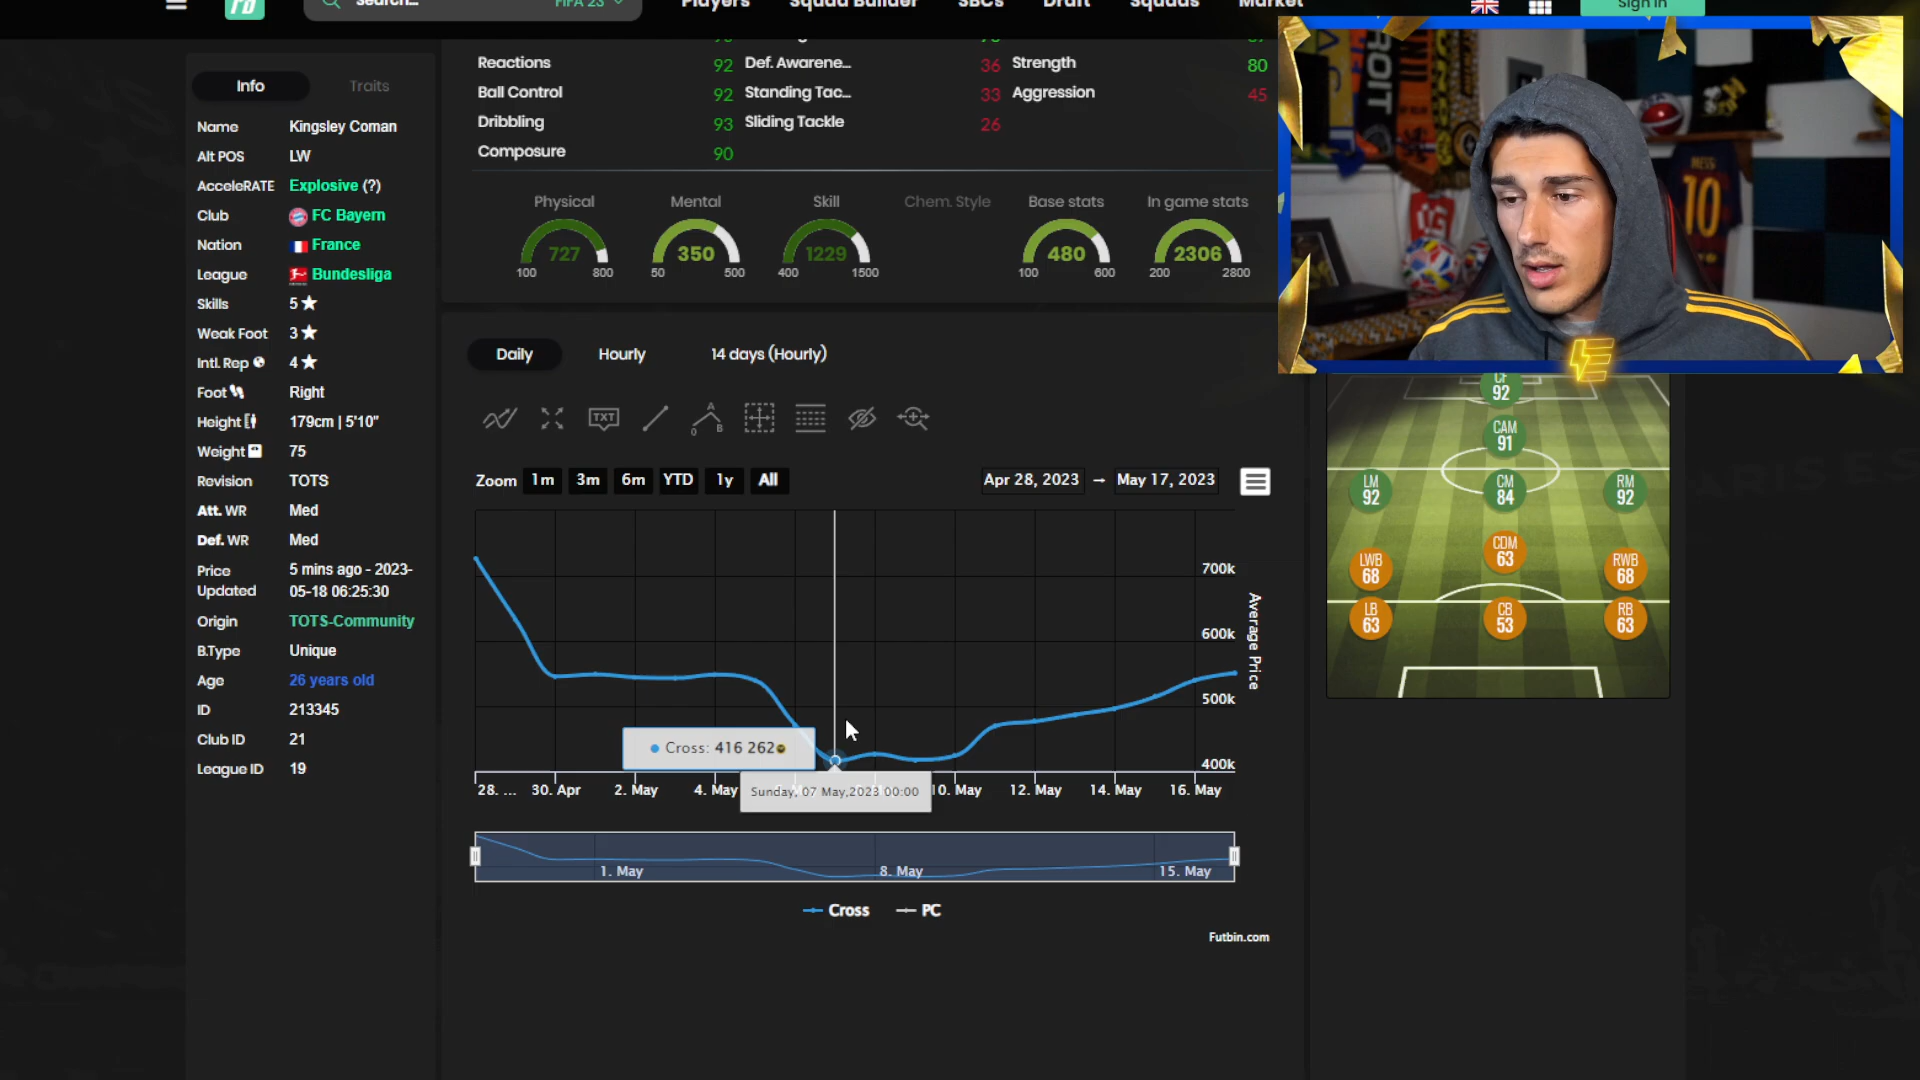 Search...
FIFA 23
Players
Squad Builder
SBCs
Draft
Squads
Market
Sign In
Info
Traits
Name Kingsley Coman
Alt POS LW
AcceleRATE Explosive (?)
Club FC Bayern
Nation France
League Bundesliga
Skills 5
Weak Foot 3
Intl. Rep 4
Foot Right
Height 179cm | 5'10"
Weight 75
Revision TOTS
Att. WR Med
Def. WR Med
Price Updated 5 mins ago - 2023-05-18 06:25:30
Origin TOTS-Community
B.Type Unique
Age 26 years old
ID 213345
Club ID 21
League ID 19
Reactions 92 Def. Awarene... 36 Strength 80
Ball Control 92 Standing Tac... 33 Aggression 45
Dribbling 93 Sliding Tackle 26
Composure 90
Physical Mental Skill Chem. Style Base stats In game stats
727 350 1229 480 2306
100 800 50 500 400 1500 100 600 200 2800
Daily Hourly 14 days (Hourly)
TXT
A
0 B
Zoom 1m 3m 6m YTD 1y All
Apr 28, 2023 → May 17, 2023
700k
600k
500k
400k
Average Price
Cross: 416 262
28. ... 30. Apr 2. May 4. May 10. May 12. May 14. May 16. May
Sunday, 07 May,2023 00:00
1. May 8. May 15. May
Cross PC
Futbin.com
CF
92
CAM
91
LM
92
CM
84
RM
92
CDM
63
LWB
68
RWB
68
LB
63
CB
53
RB
63
10